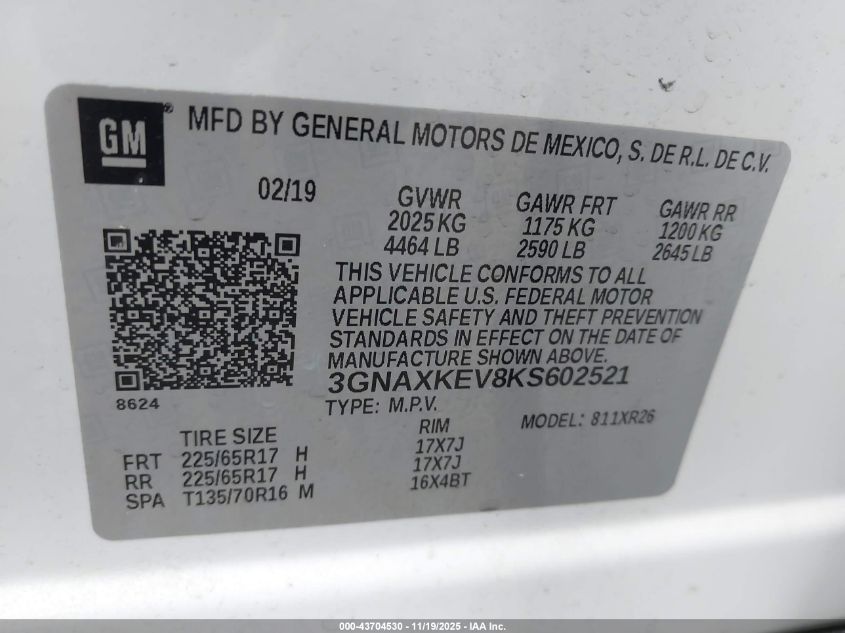 GM ® MFD BY GENERAL MOTORS DE MEXICO, S. DE R.L. DE C.V.
02/19
GVWR GAWR FRT GAWR RR
2025 KG 1175 KG 1200 KG
4464 LB 2590 LB 2645 LB
THIS VEHICLE CONFORMS TO ALL
APPLICABLE U.S. FEDERAL MOTOR
VEHICLE SAFETY AND THEFT PREVENTION
STANDARDS IN EFFECT ON THE DATE OF
MANUFACTURE SHOWN ABOVE.
3GNAXKEV8KS602521
8624
TYPE: M.P.V. MODEL: 811XR26
TIRE SIZE RIM
FRT 225/65R17 H 17X7J
RR 225/65R17 H 17X7J
SPA T135/70R16 M 16X4BT
000-43704530 - 11/19/2025 - IAA Inc.